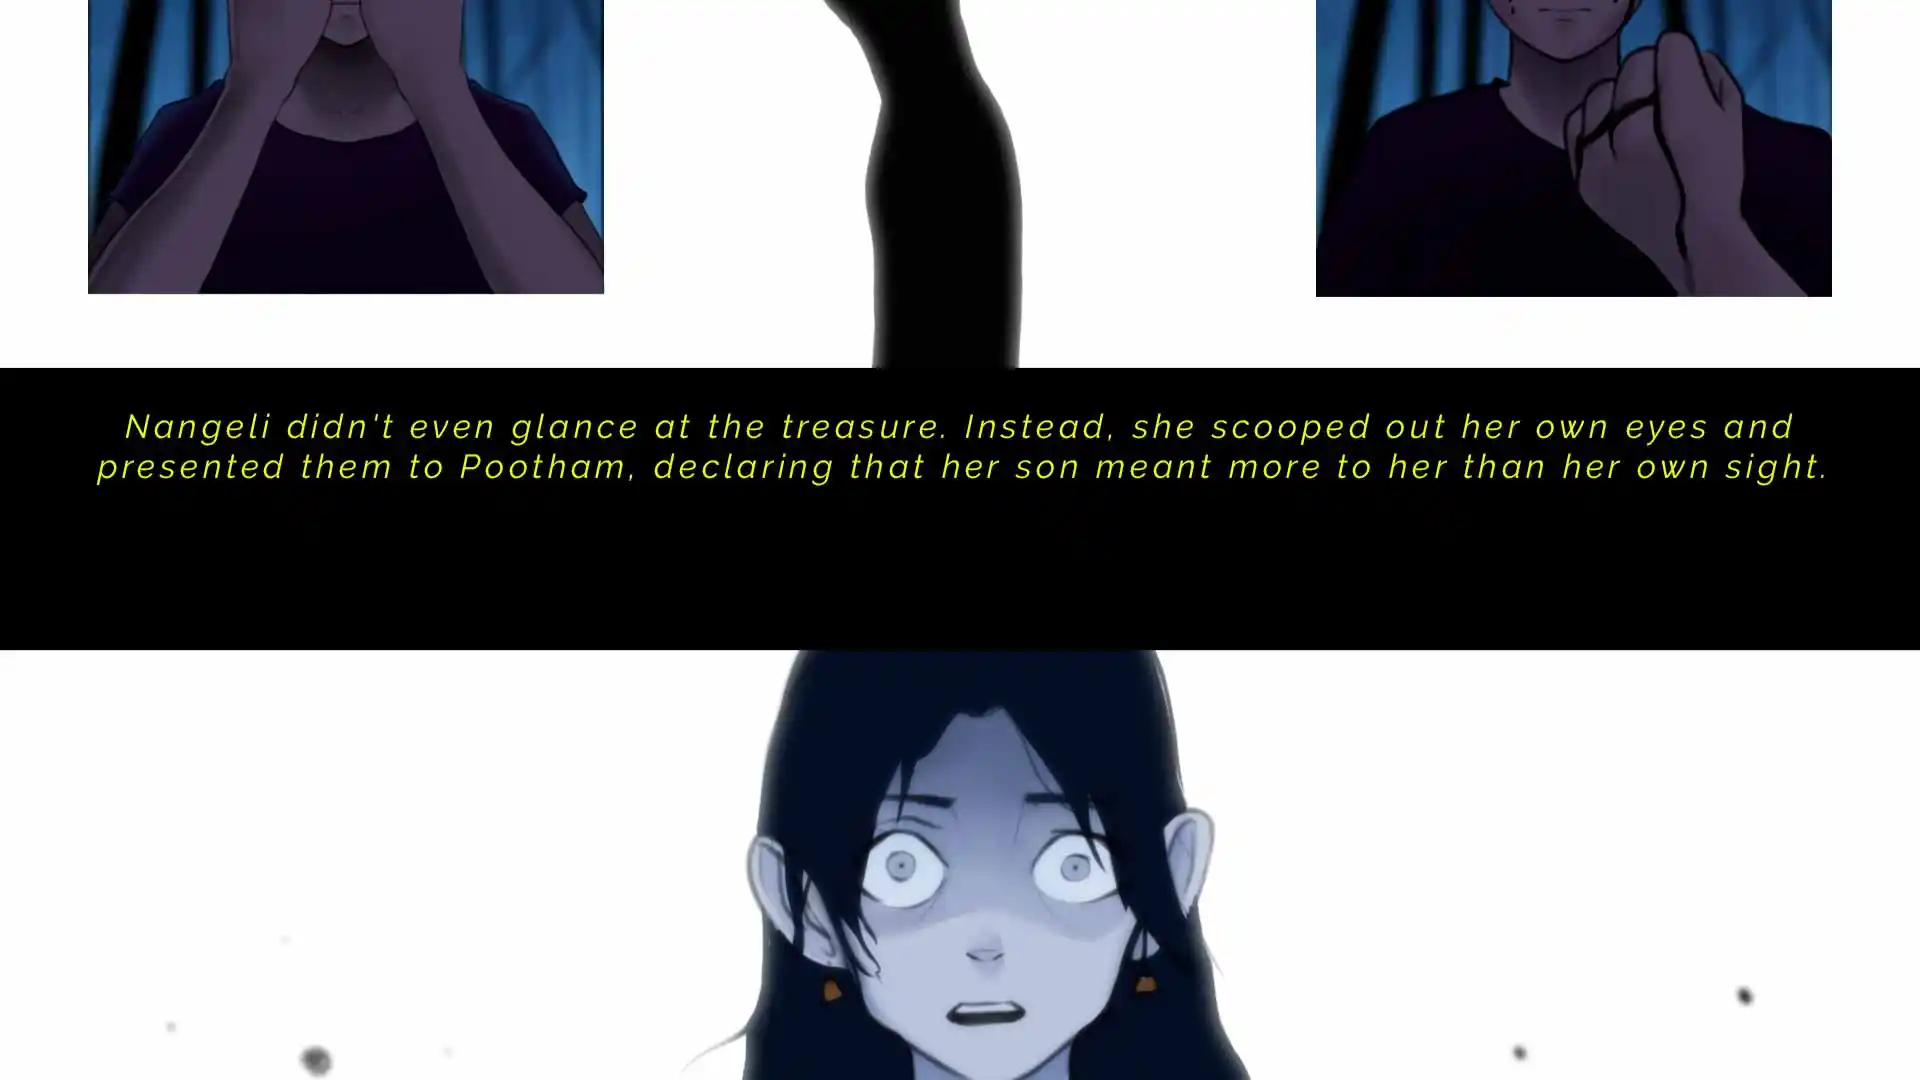 Nangeli didn't even glance at the treasure. Instead, she scooped out her own eyes and
presented them to Pootham, declaring that her son meant more to her than her own sight.